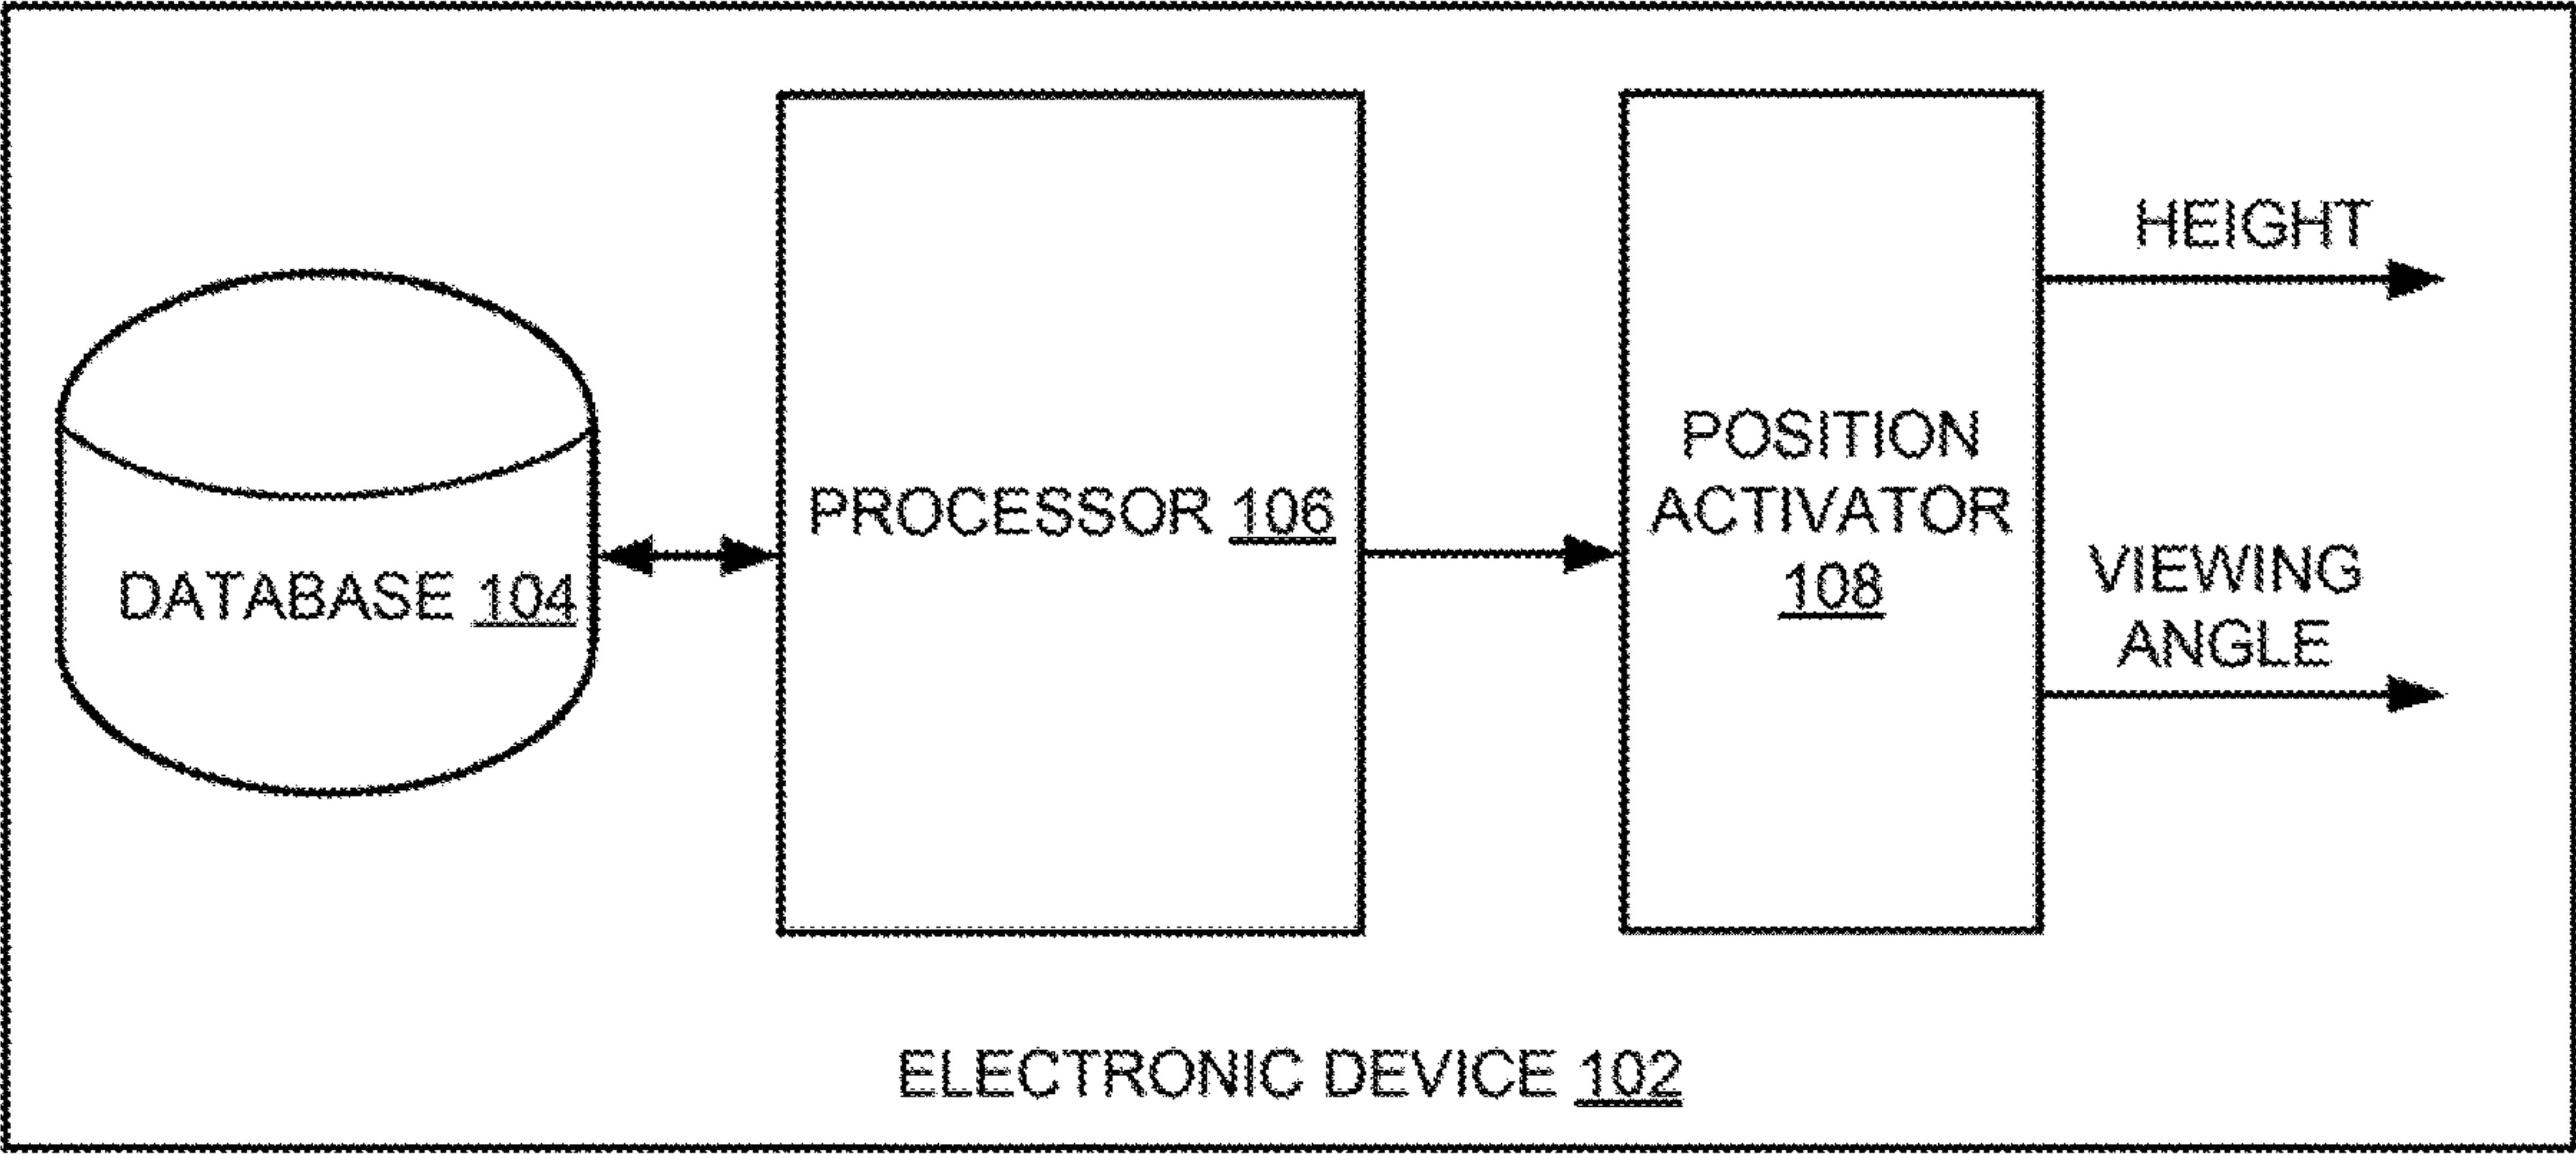 HEIGHT
POSITION
ACTIVATOR
108
PROCESSOR 106
DATABASE 104
VIEWING
ANGLE
ELECTRONIC DEVICE 102